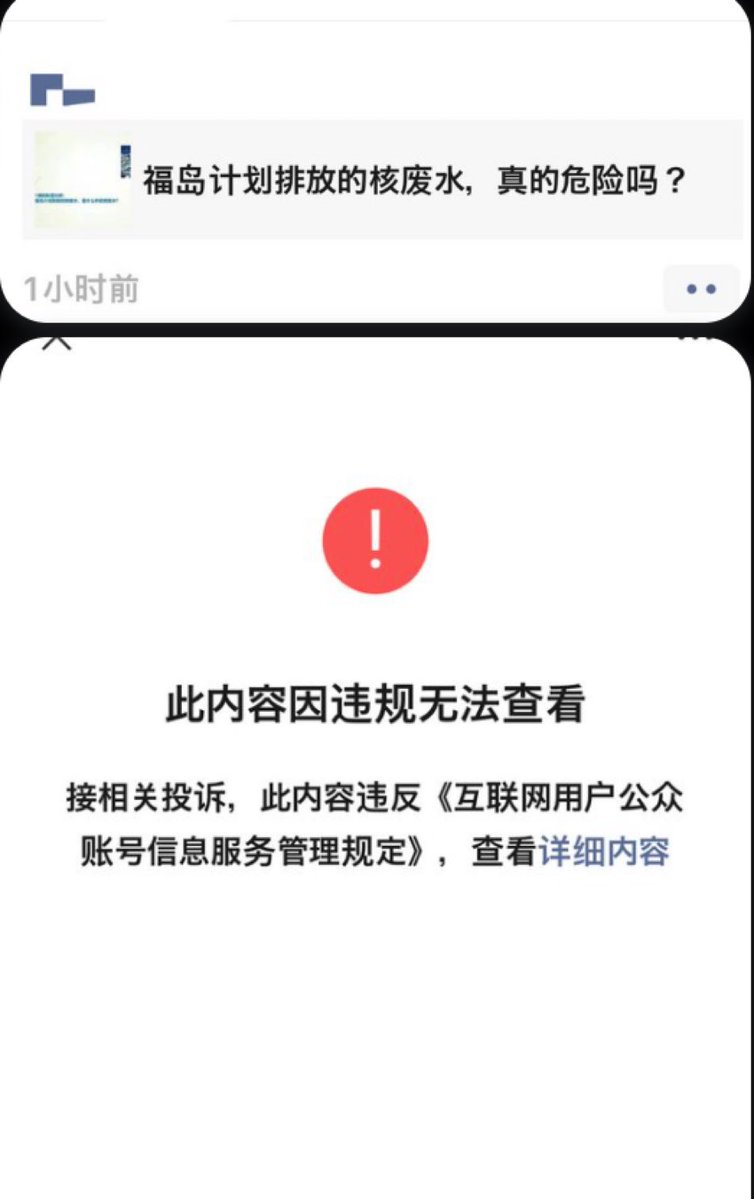 福岛计划排放的核废水，真的危险吗？
1小时前
此内容因违规无法查看
接相关投诉，此内容违反《互联网用户公众
账号信息服务管理规定》，查看详细内容